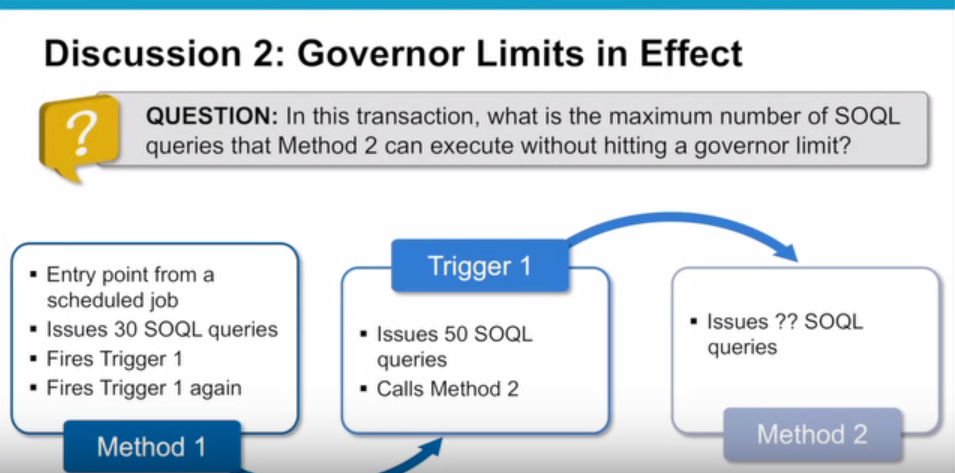 Discussion 2: Governor Limits in Effect
?
QUESTION: In this transaction, what is the maximum number of SOQL
queries that Method 2 can execute without hitting a governor limit?
▪ Entry point from a
scheduled job
▪ Issues 30 SOQL queries
▪ Fires Trigger 1
▪ Fires Trigger 1 again
Method 1
Trigger 1
▪ Issues 50 SOQL
queries
▪ Calls Method 2
▪ Issues ?? SOQL
queries
Method 2